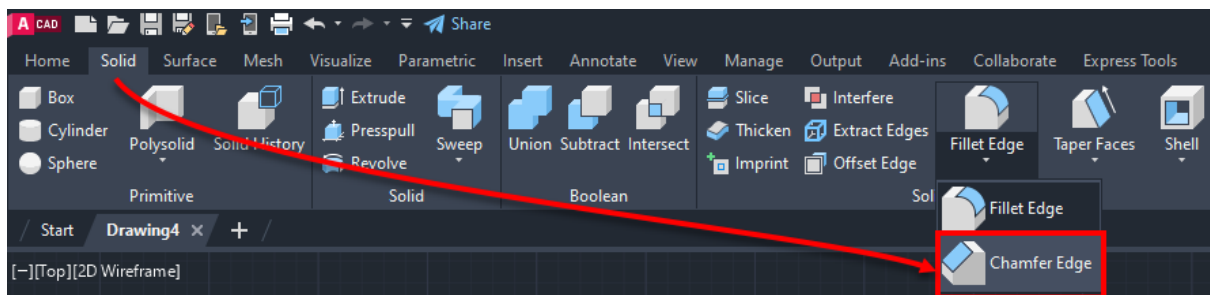 A CAD Share
Home Solid Surface Mesh Visualize Parametric Insert Annotate View Manage Output Add-ins Collaborate Express Tools
Box Extrude Slice Interfere
Cylinder Polysolid Solid History Presspull Sweep Union Subtract Intersect Thicken Extract Edges Fillet Edge Taper Faces Shell
Sphere Revolve Imprint Offset Edge
Primitive Solid Boolean Sol
Fillet Edge
Start Drawing4 × +
Chamfer Edge
[−][Top][2D Wireframe]